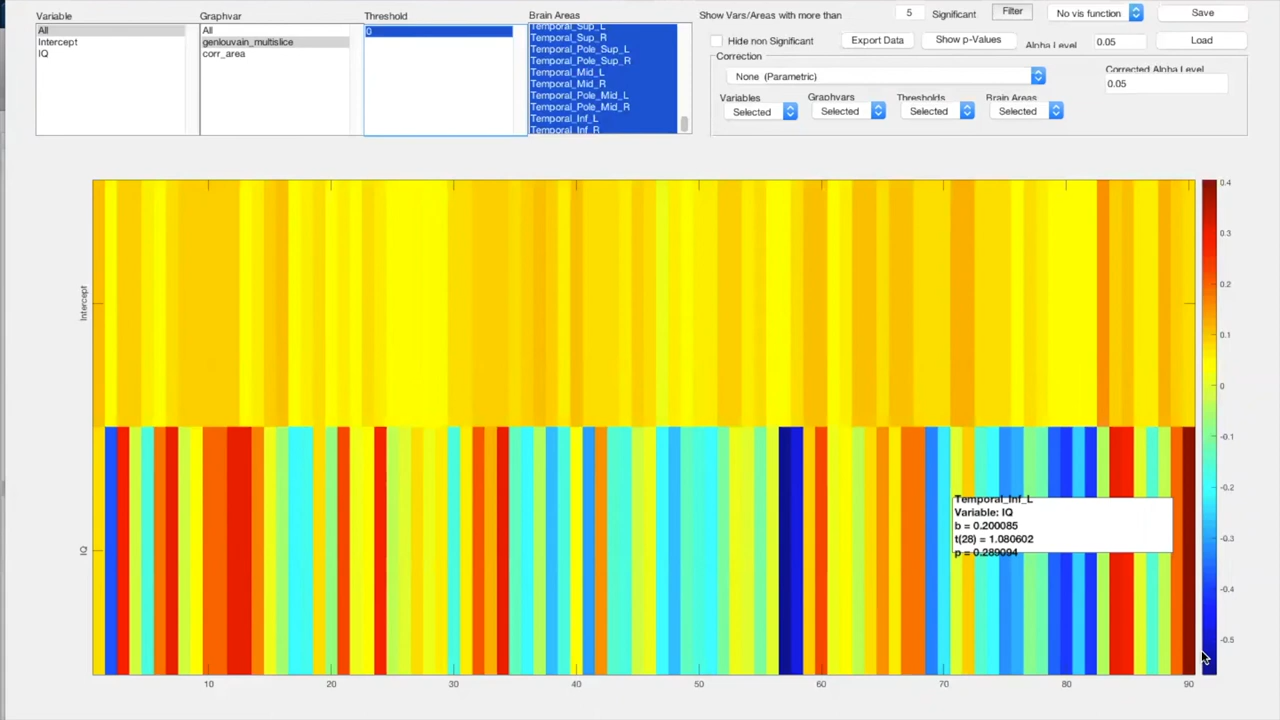 Variable
All
Intercept
IQ
Graphvar
All
genlouvain_multislice
corr_area
Threshold
0
Brain Areas
Temporal_Sup_L
Temporal_Sup_R
Temporal_Pole_Sup_L
Temporal_Pole_Sup_R
Temporal_Mid_L
Temporal_Mid_R
Temporal_Pole_Mid_L
Temporal_Pole_Mid_R
Temporal_Inf_L
Temporal_Inf_R
Show Vars/Areas with more than 5 Significant Filter No vis function Save
Hide non Significant Export Data Show p-Values Alpha Level 0.05 Load
Correction
None (Parametric)
Corrected Alpha Level
0.05
Variables Graphvars Thresholds Brain Areas
Selected Selected Selected Selected
Intercept
IQ
Temporal_Inf_L
Variable: IQ
b = 0.200085
t(28) = 1.080602
p = 0.289094
10 20 30 40 50 60 70 80 90
0.4
0.3
0.2
0.1
0
-0.1
-0.2
-0.3
-0.4
-0.5